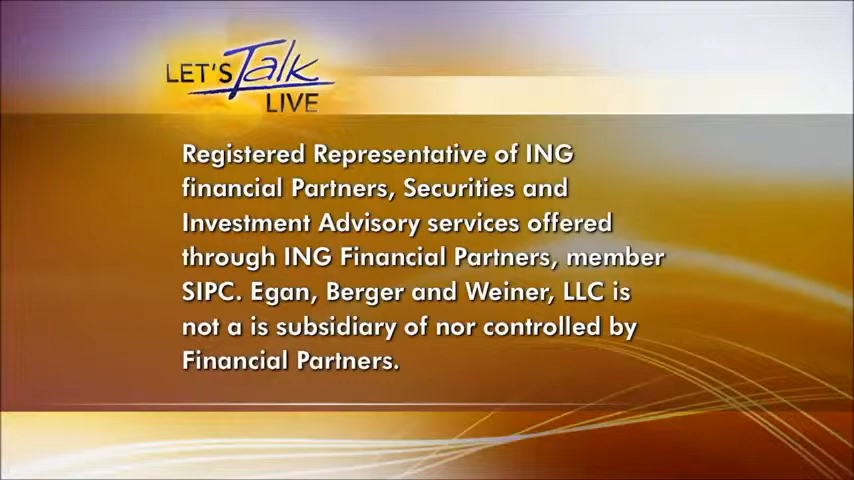 LET'S Talk
LIVE
Registered Representative of ING
financial Partners, Securities and
Investment Advisory services offered
through ING Financial Partners, member
SIPC. Egan, Berger and Weiner, LLC is
not a is subsidiary of nor controlled by
Financial Partners.